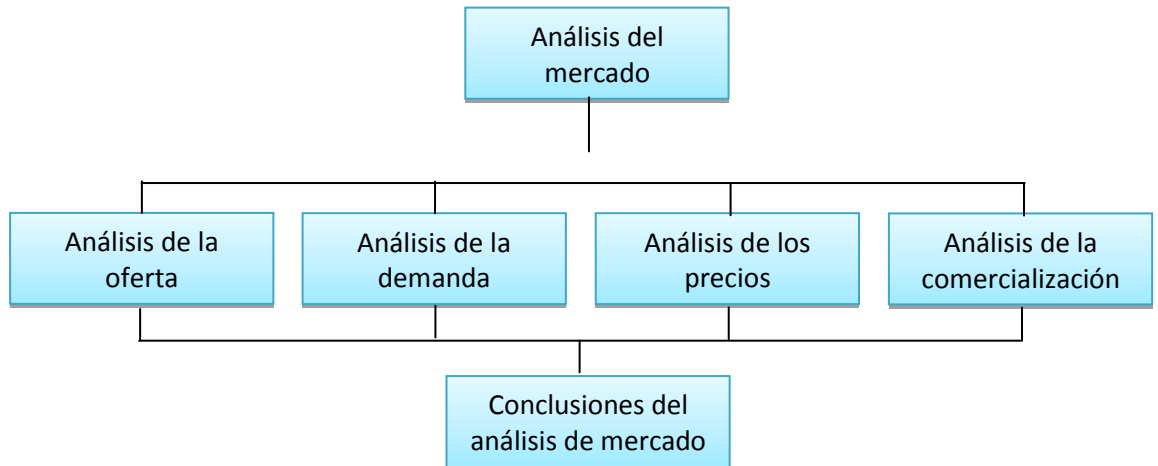 Análisis del
mercado
Análisis de la
oferta
Análisis de la
demanda
Análisis de los
precios
Análisis de la
comercialización
Conclusiones del
análisis de mercado